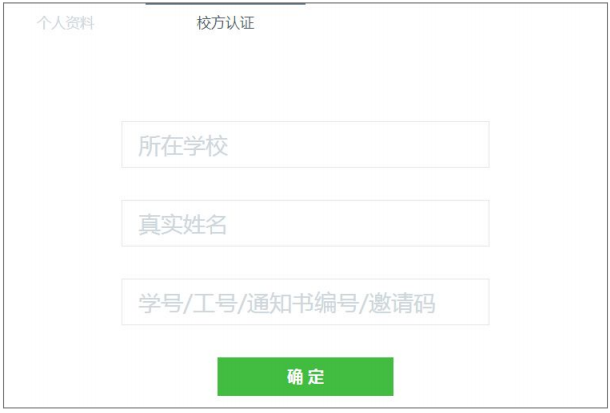 个人资料
校方认证
所在学校
真实姓名
学号/工号/通知书编号/邀请码
确定